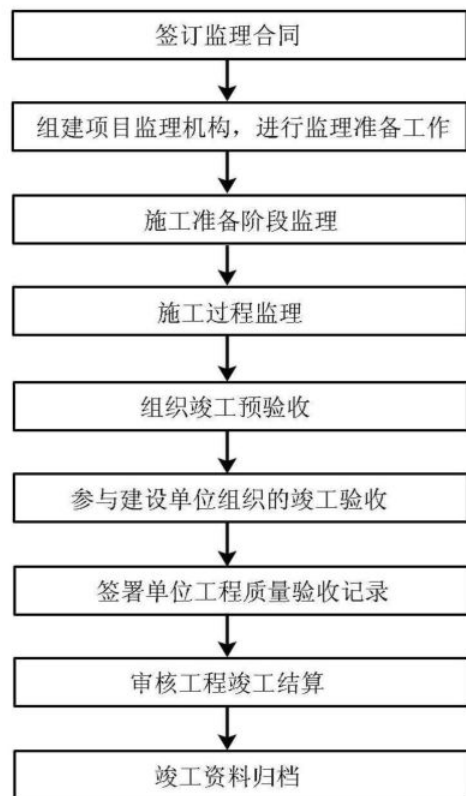 签订监理合同
组建项目监理机构，进行监理准备工作
施工准备阶段监理
施工过程监理
组织竣工预验收
参与建设单位组织的竣工验收
签署单位工程质量验收记录
审核工程竣工结算
竣工资料归档